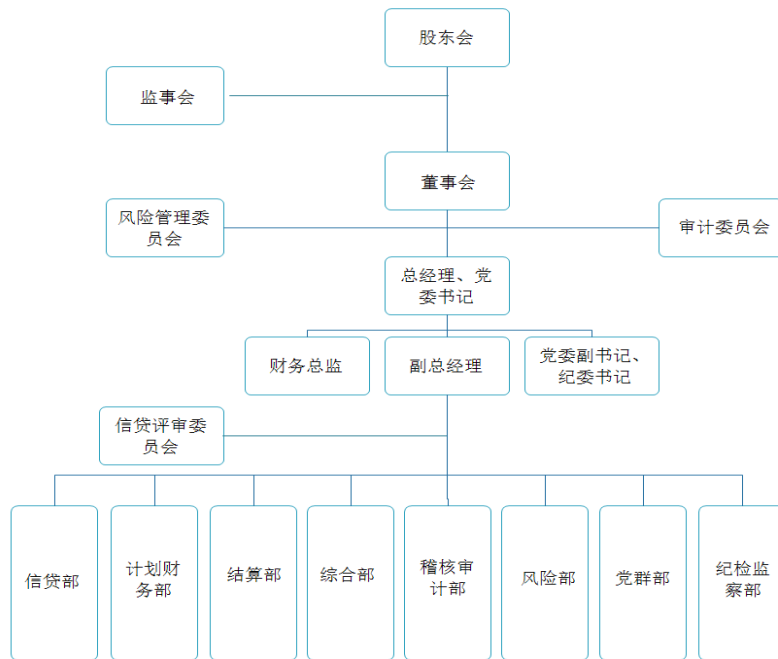 股东会
监事会
董事会
风险管理委
员会
审计委员会
总经理、党
委书记
财务总监
副总经理
党委副书记、
纪委书记
信贷评审委
员会
信贷部
计划财
务部
结算部
综合部
稽核审
计部
风险部
党群部
纪检监
察部